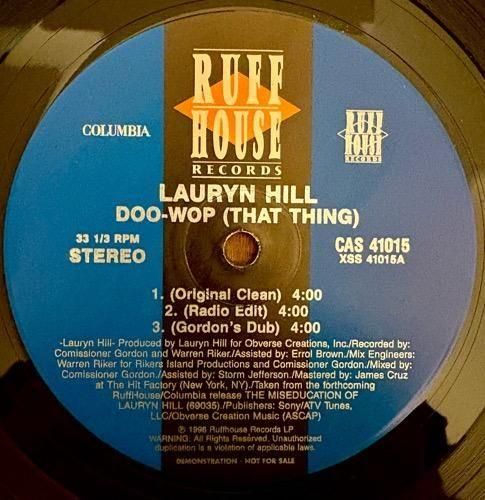 COLUMBIA
RUFF
HOUSE
RECORDS
RUFF
HOUSE
RECORDS
LAURYN HILL
DOO-WOP (THAT THING)
33 1/3 RPM
STEREO
CAS 41015
XSS 41015A
1. (Original Clean) 4:00
2. (Radio Edit) 4:00
3. (Gordon's Dub) 4:00
-Lauryn Hill- Produced by Lauryn Hill for Obverse Creations, Inc./Recorded by:
Comissioner Gordon and Warren Riker./Assisted by: Errol Brown./Mix Engineers:
Warren Riker for Rikers Island Productions and Comissioner Gordon./Mixed by:
Comissioner Gordon./Assisted by: Storm Jefferson./Mastered by: James Cruz
at The Hit Factory (New York, NY)./Taken from the forthcoming
RuffHouse/Columbia release THE MISEDUCATION OF
LAURYN HILL (69035)./Publishers: Sony/ATV Tunes,
LLC/Obverse Creation Music (ASCAP)
℗ 1998 Ruffhouse Records LP
WARNING: All Rights Reserved. Unauthorized
duplication is a violation of applicable laws.
DEMONSTRATION - NOT FOR SALE